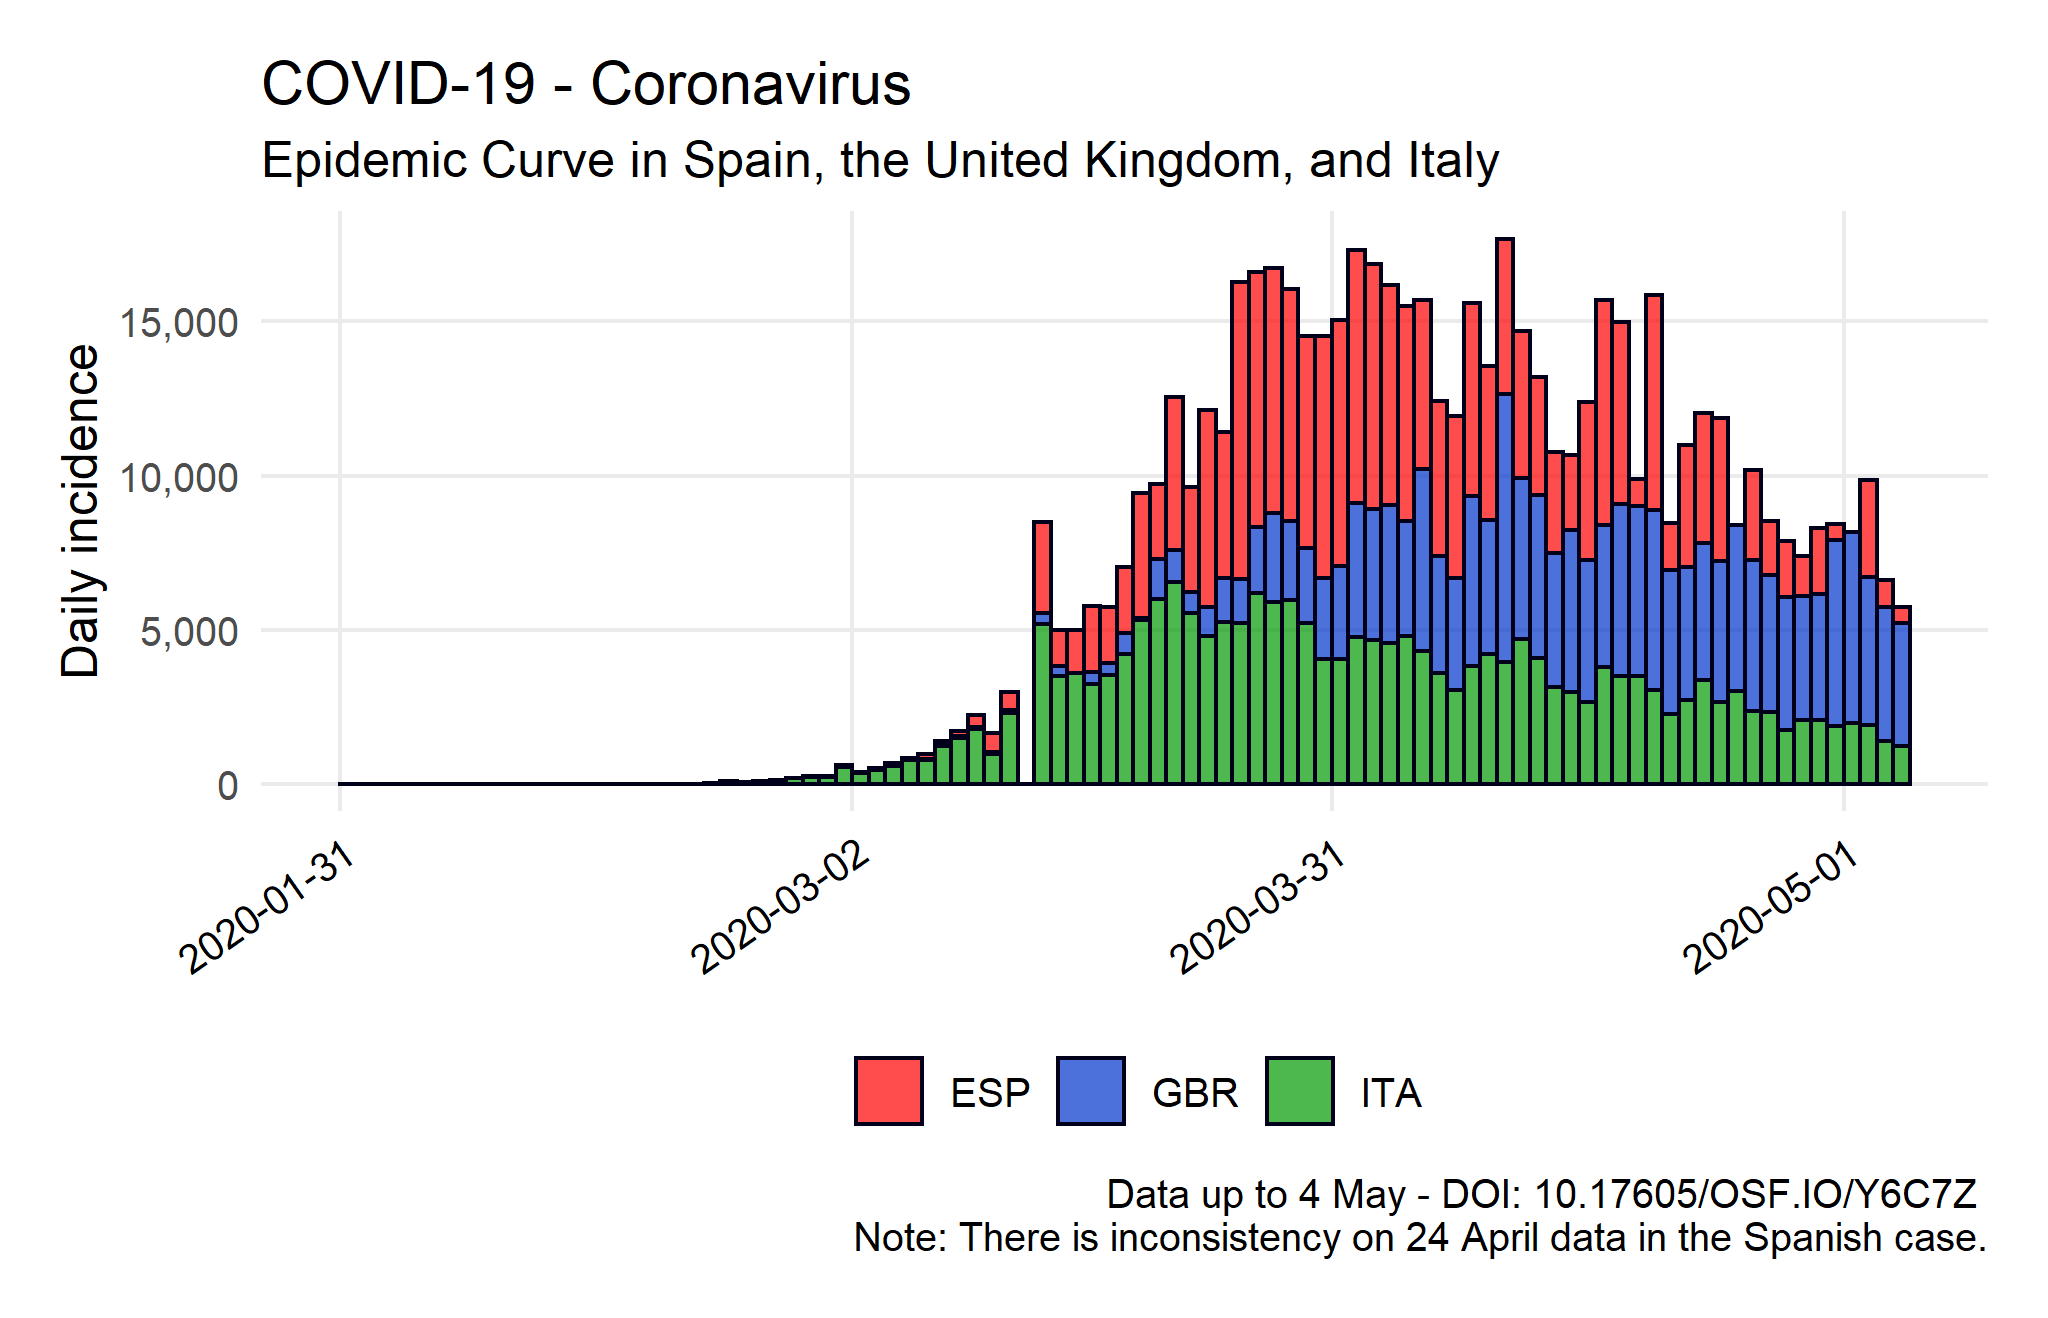 COVID-19 - Coronavirus
Epidemic Curve in Spain, the United Kingdom, and Italy
Daily incidence
15,000
10,000
5,000
0
2020-01-31
2020-03-02
2020-03-31
2020-05-01
ESP
GBR
ITA
Data up to 4 May - DOI: 10.17605/OSF.IO/Y6C7Z
Note: There is inconsistency on 24 April data in the Spanish case.